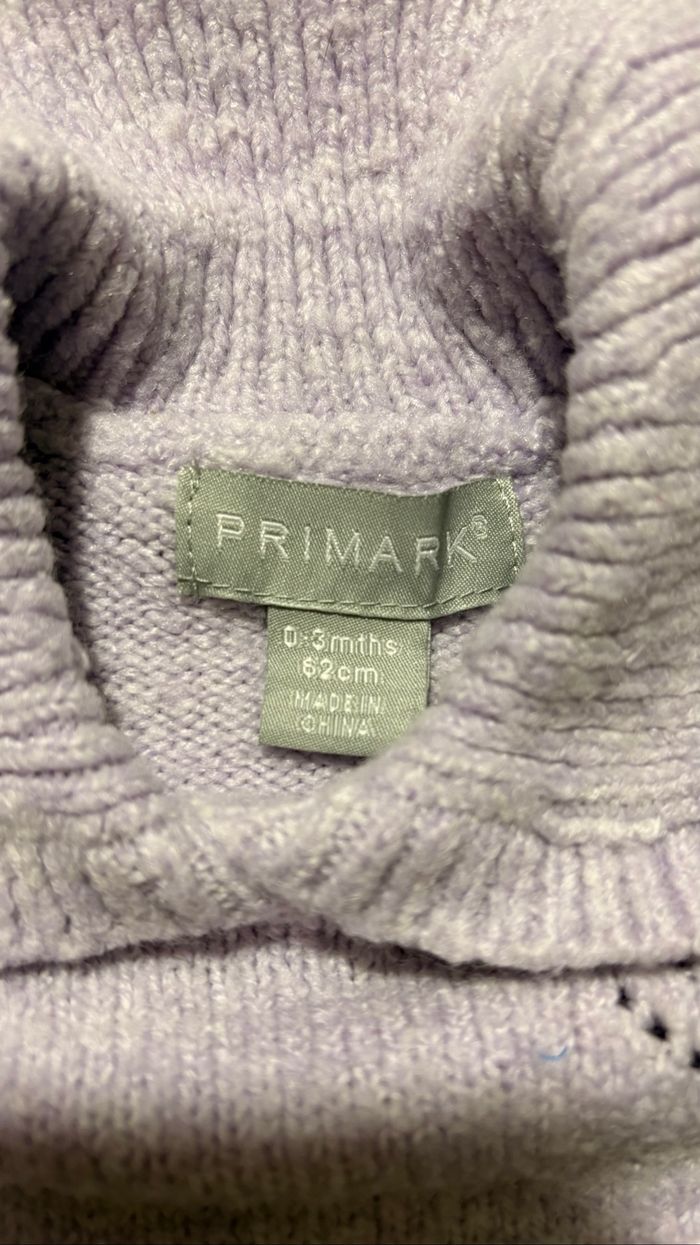 PRIMARK®
0-3mths
62cm
MADE IN
CHINA